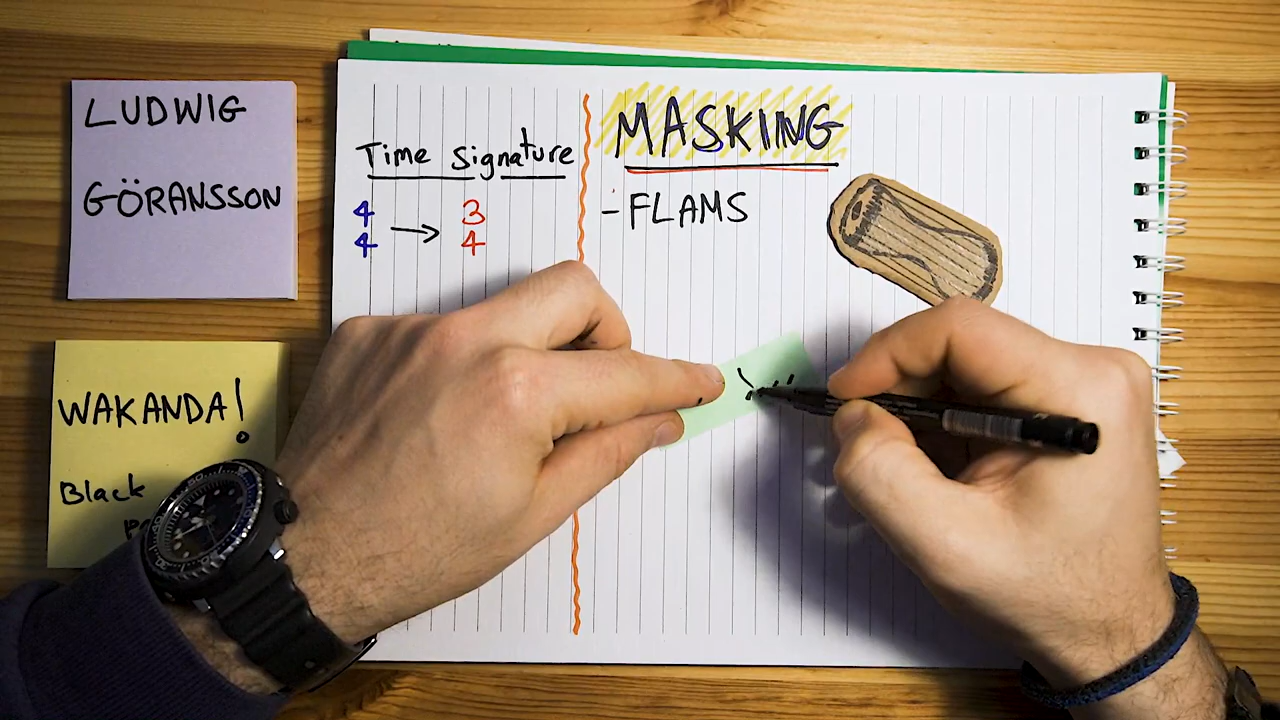 LUDWIG
GÖRANSSON
WAKANDA!
Black
Time Signature
4 → 3
4 4
MASKING
- FLAMS